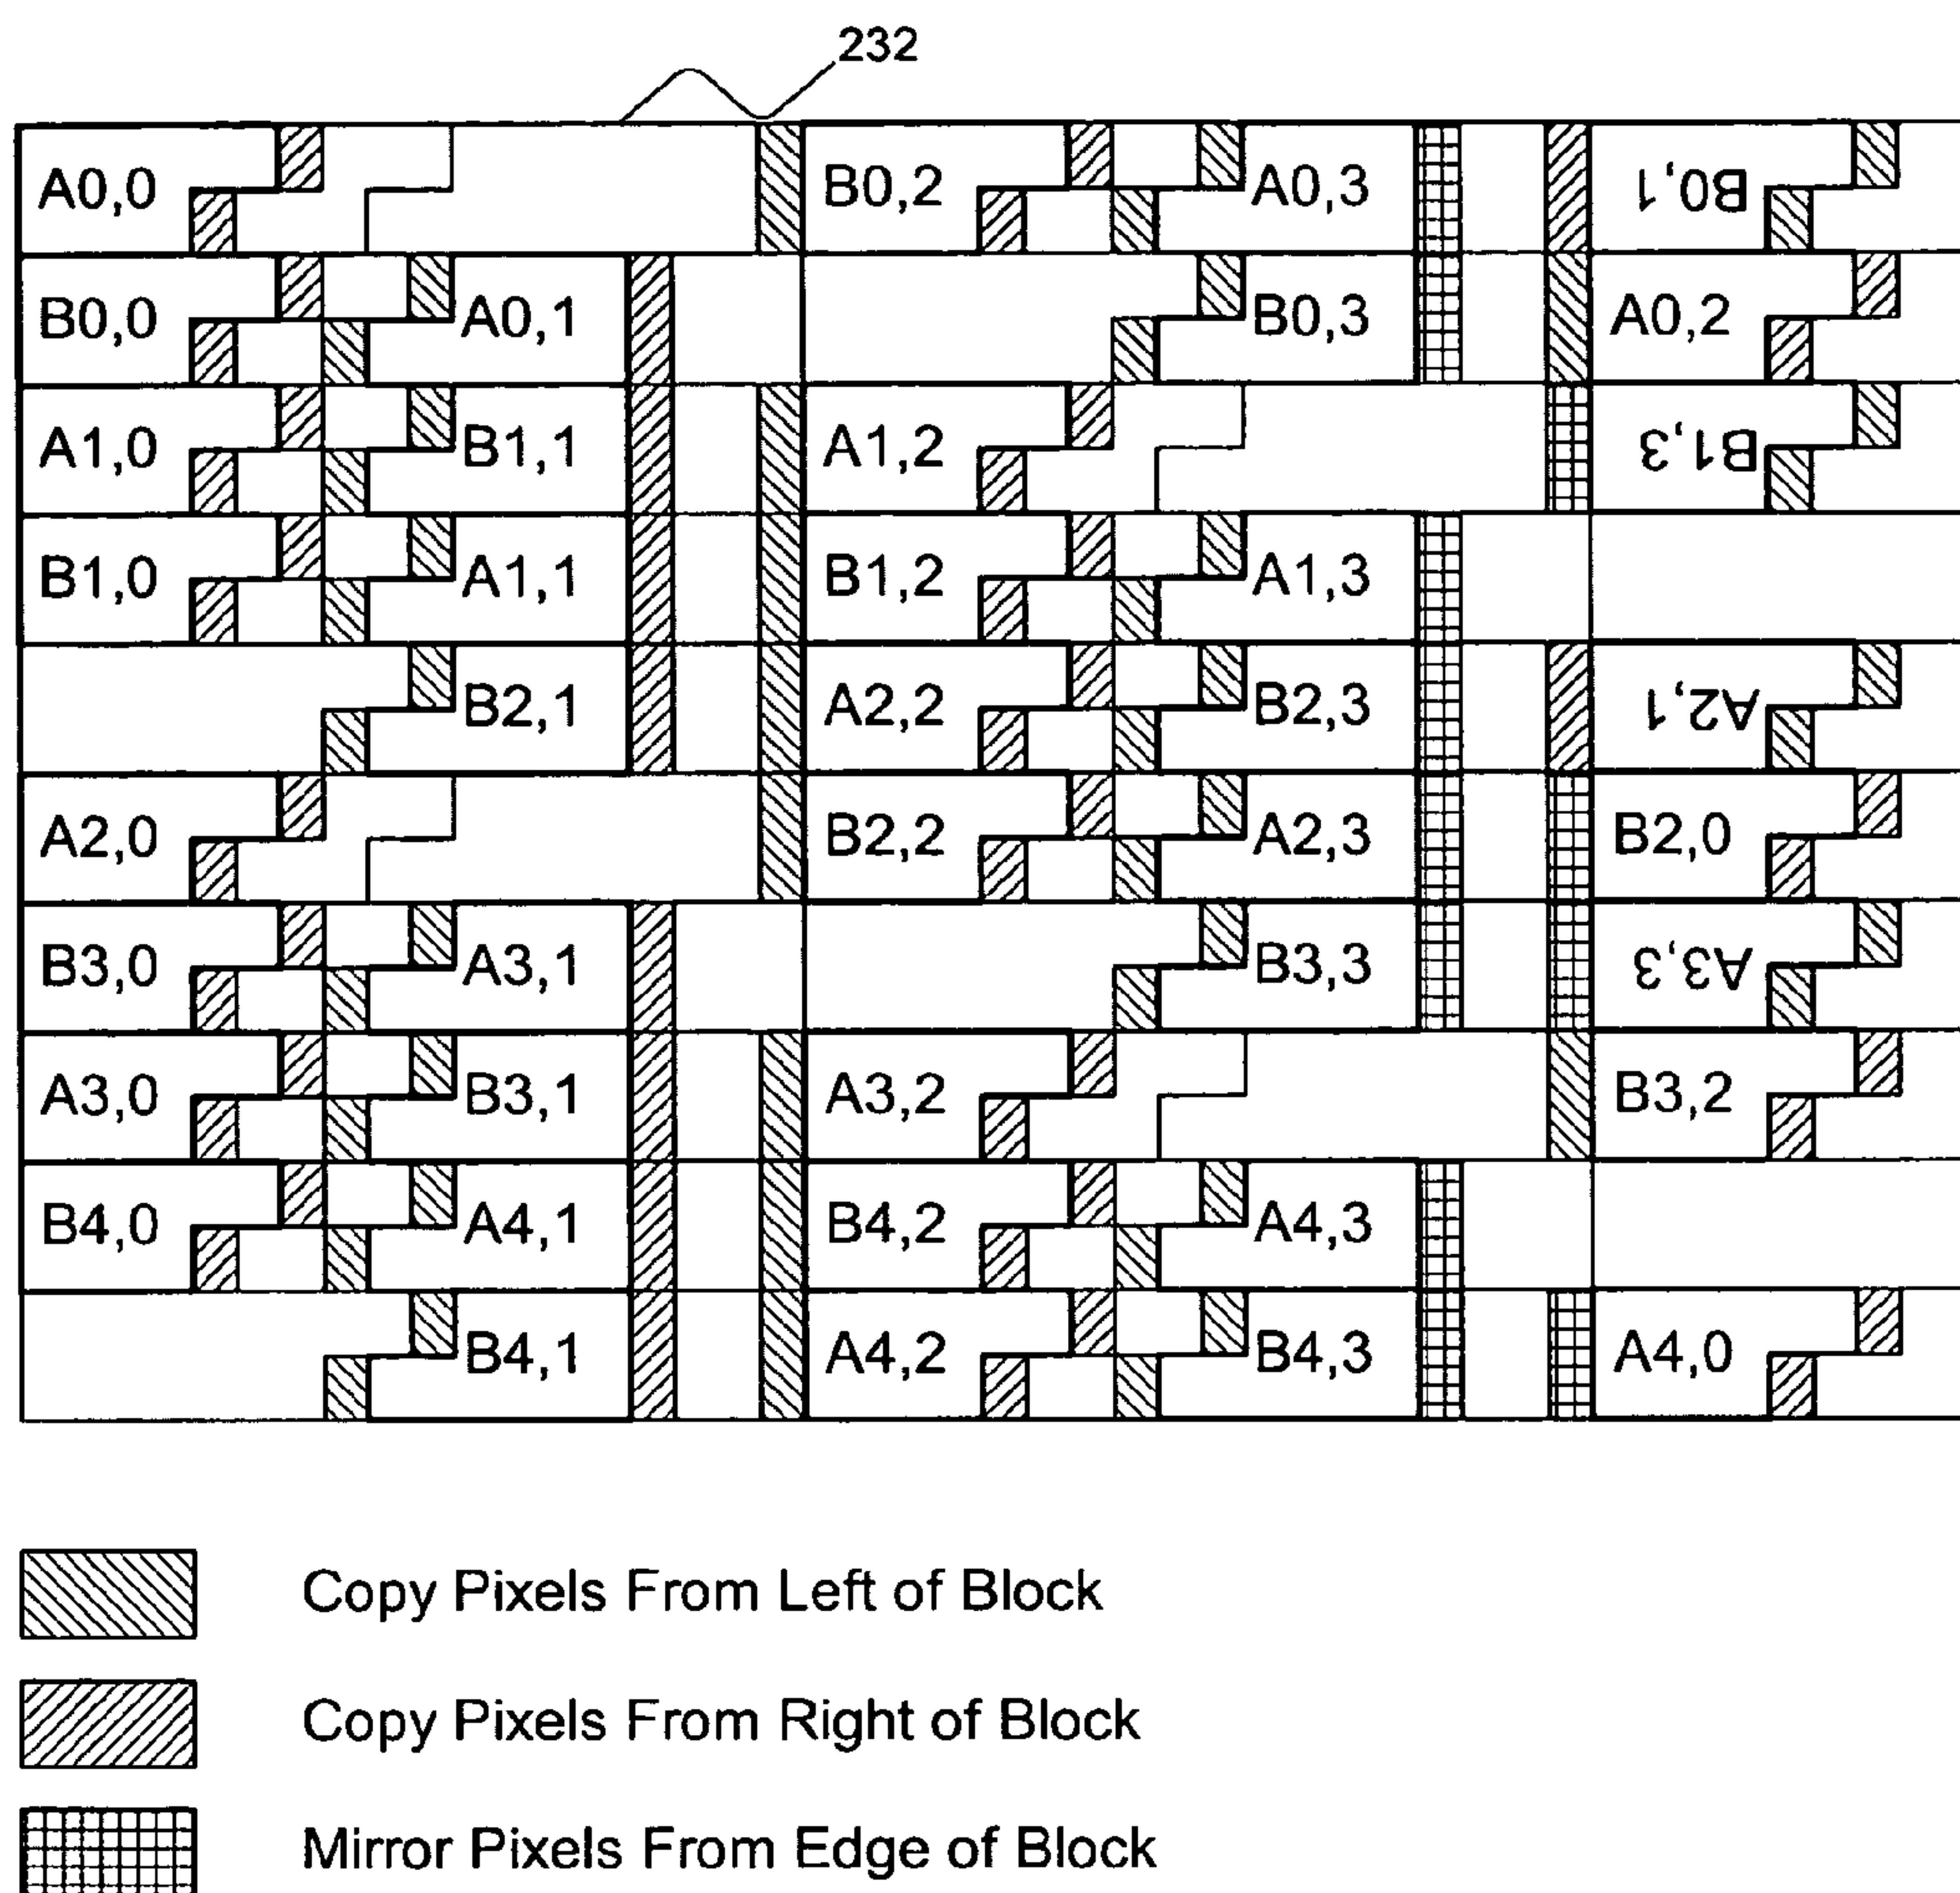 232
A0,0 B0,2 A0,3 B0,1
B0,0 A0,1 B0,3 A0,2
A1,0 B1,1 A1,2 B1,3
B1,0 A1,1 B1,2 A1,3
B2,1 A2,2 B2,3 A2,1
A2,0 B2,2 A2,3 B2,0
B3,0 A3,1 B3,3 A3,3
A3,0 B3,1 A3,2 B3,2
B4,0 A4,1 B4,2 A4,3
B4,1 A4,2 B4,3 A4,0
Copy Pixels From Left of Block
Copy Pixels From Right of Block
Mirror Pixels From Edge of Block